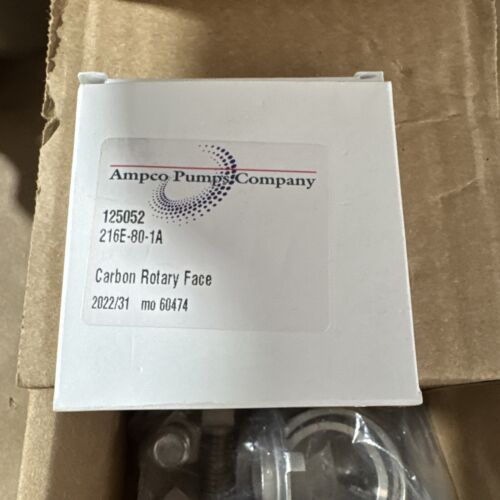 Ampco Pumps Company
125052
216E-80-1A
Carbon Rotary Face
2022/31 mo 60474